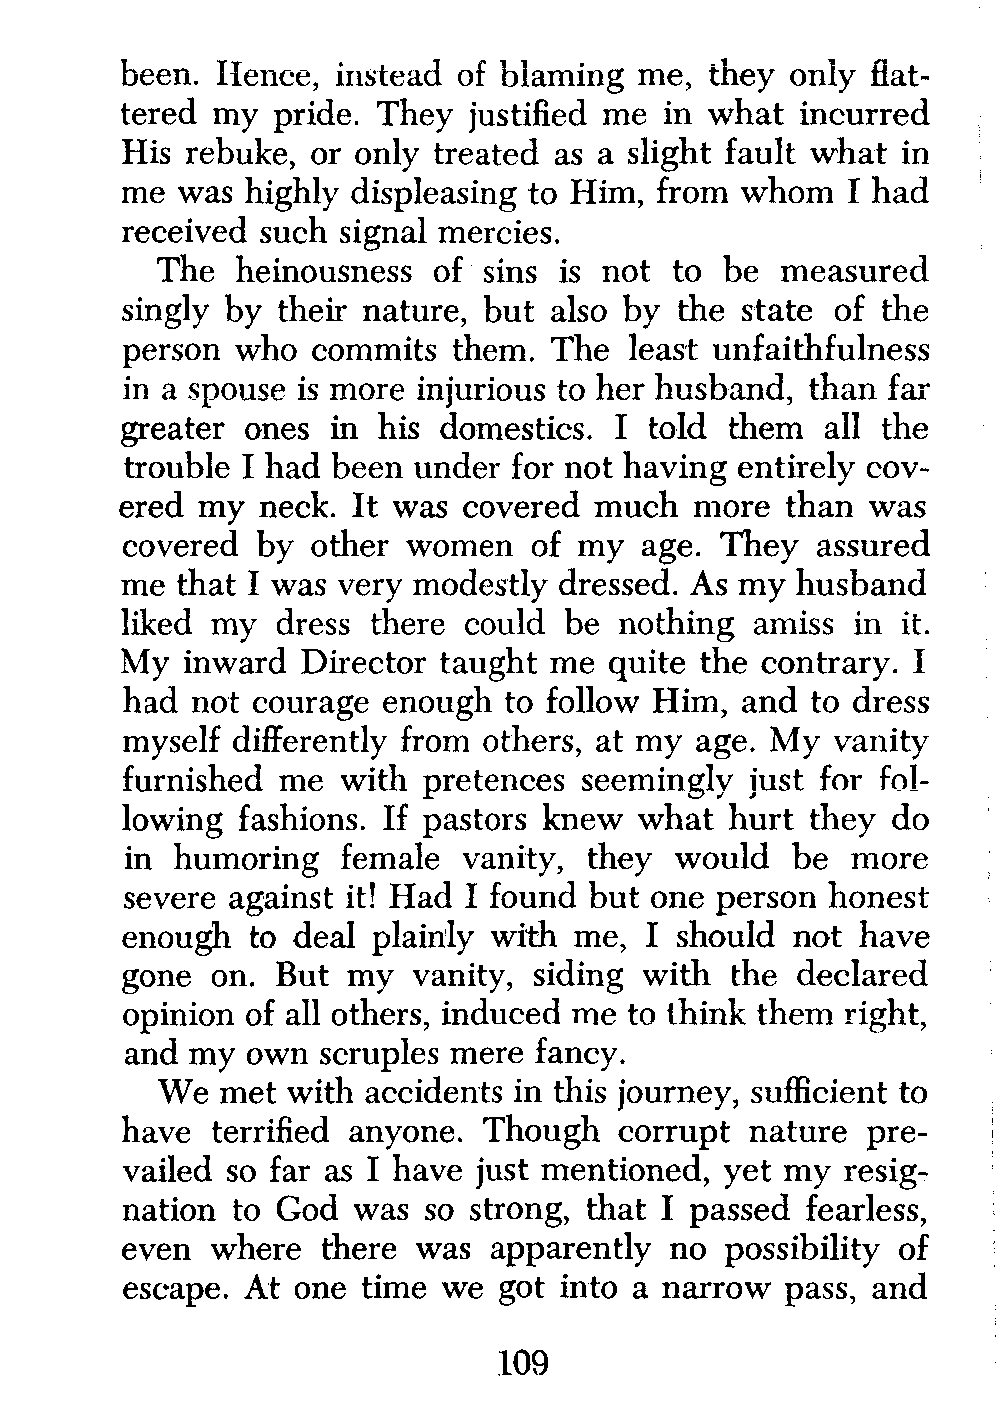 been. Hence, instead of blaming me, they only flat-
tered my pride. They justified me in what incurred
His rebuke, or only treated as a slight fault what in
me was highly displeasing to Him, from whom I had
received such signal mercies.
The heinousness of sins is not to be measured
singly by their nature, but also by the state of the
person who commits them. The least unfaithfulness
in a spouse is more injurious to her husband, than far
greater ones in his domestics. I told them all the
trouble I had been under for not having entirely cov-
ered my neck. It was covered much more than was
covered by other women of my age. They assured
me that I was very modestly dressed. As my husband
liked my dress there could be nothing amiss in it.
My inward Director taught me quite the contrary. I
had not courage enough to follow Him, and to dress
myself differently from others, at my age. My vanity
furnished me with pretences seemingly just for fol-
lowing fashions. If pastors knew what hurt they do
in humoring female vanity, they would be more
severe against it! Had I found but one person honest
enough to deal plainly with me, I should not have
gone on. But my vanity, siding with the declared
opinion of all others, induced me to think them right,
and my own scruples mere fancy.
We met with accidents in this journey, sufficient to
have terrified anyone. Though corrupt nature pre-
vailed so far as I have just mentioned, yet my resig-
nation to God was so strong, that I passed fearless,
even where there was apparently no possibility of
escape. At one time we got into a narrow pass, and
109